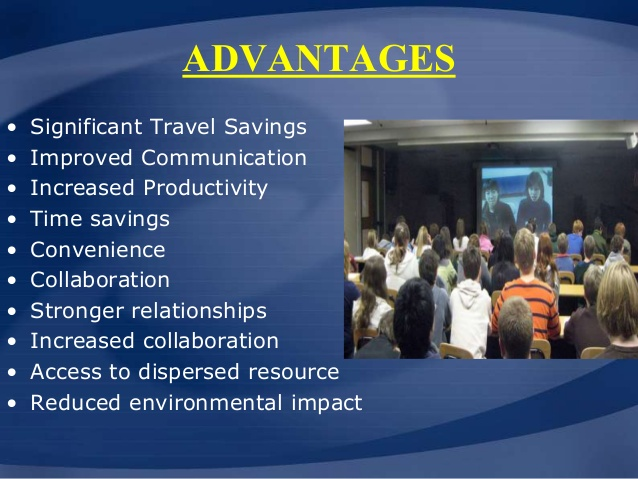 ADVANTAGES
• Significant Travel Savings
• Improved Communication
• Increased Productivity
• Time savings
• Convenience
• Collaboration
• Stronger relationships
• Increased collaboration
• Access to dispersed resource
• Reduced environmental impact